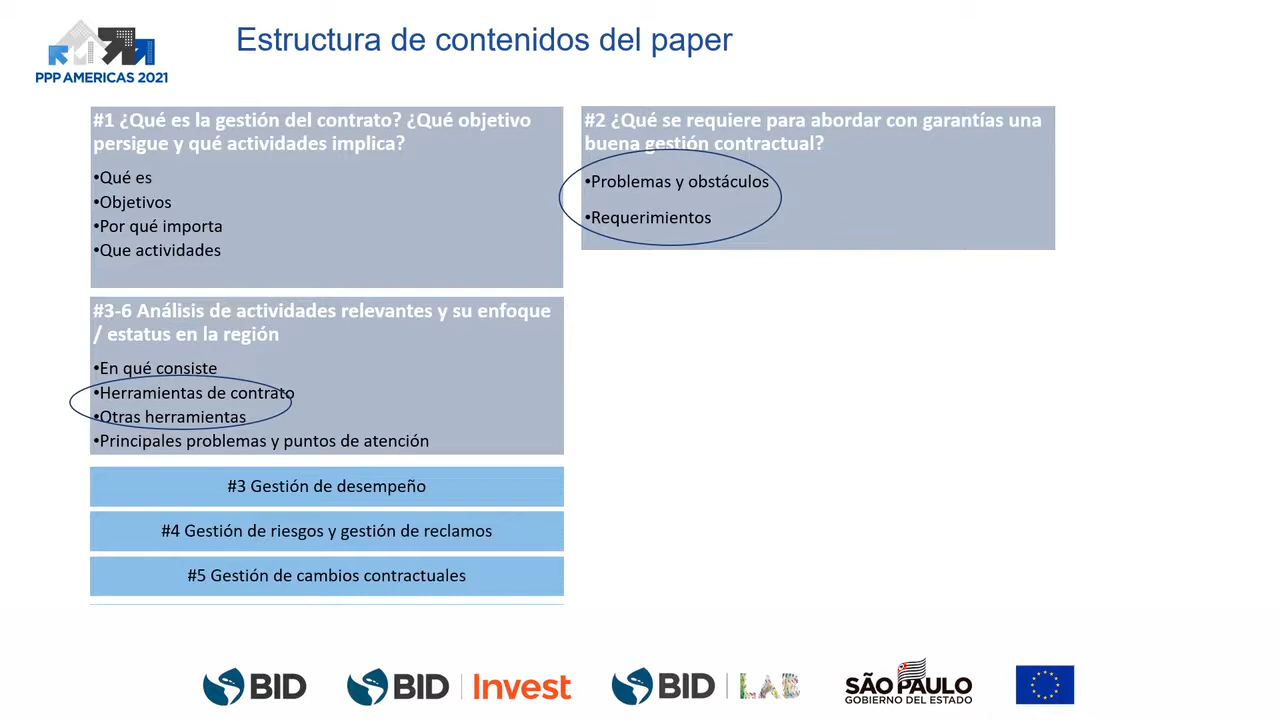 Estructura de contenidos del paper
PPP AMERICAS 2021
#1 ¿Qué es la gestión del contrato? ¿Qué objetivo
persigue y qué actividades implica?
•Qué es
•Objetivos
•Por qué importa
•Que actividades
#2 ¿Qué se requiere para abordar con garantías una
buena gestión contractual?
•Problemas y obstáculos
•Requerimientos
#3-6 Análisis de actividades relevantes y su enfoque
/ estatus en la región
•En qué consiste
•Herramientas de contrato
•Otras herramientas
•Principales problemas y puntos de atención
#3 Gestión de desempeño
#4 Gestión de riesgos y gestión de reclamos
#5 Gestión de cambios contractuales
BID
BID Invest
BID LAB
SÃO PAULO
GOBIERNO DEL ESTADO